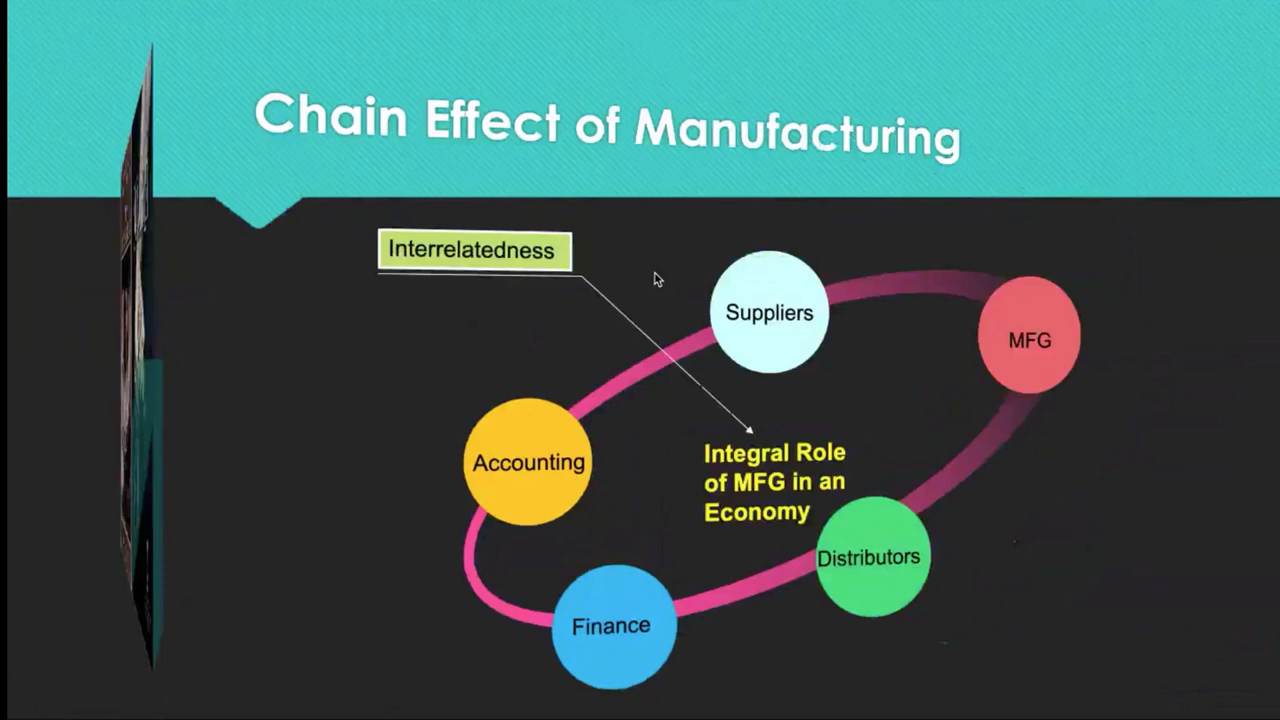 Chain Effect of Manufacturing
Interrelatedness
Suppliers
MFG
Accounting
Integral Role
of MFG in an
Economy
Distributors
Finance